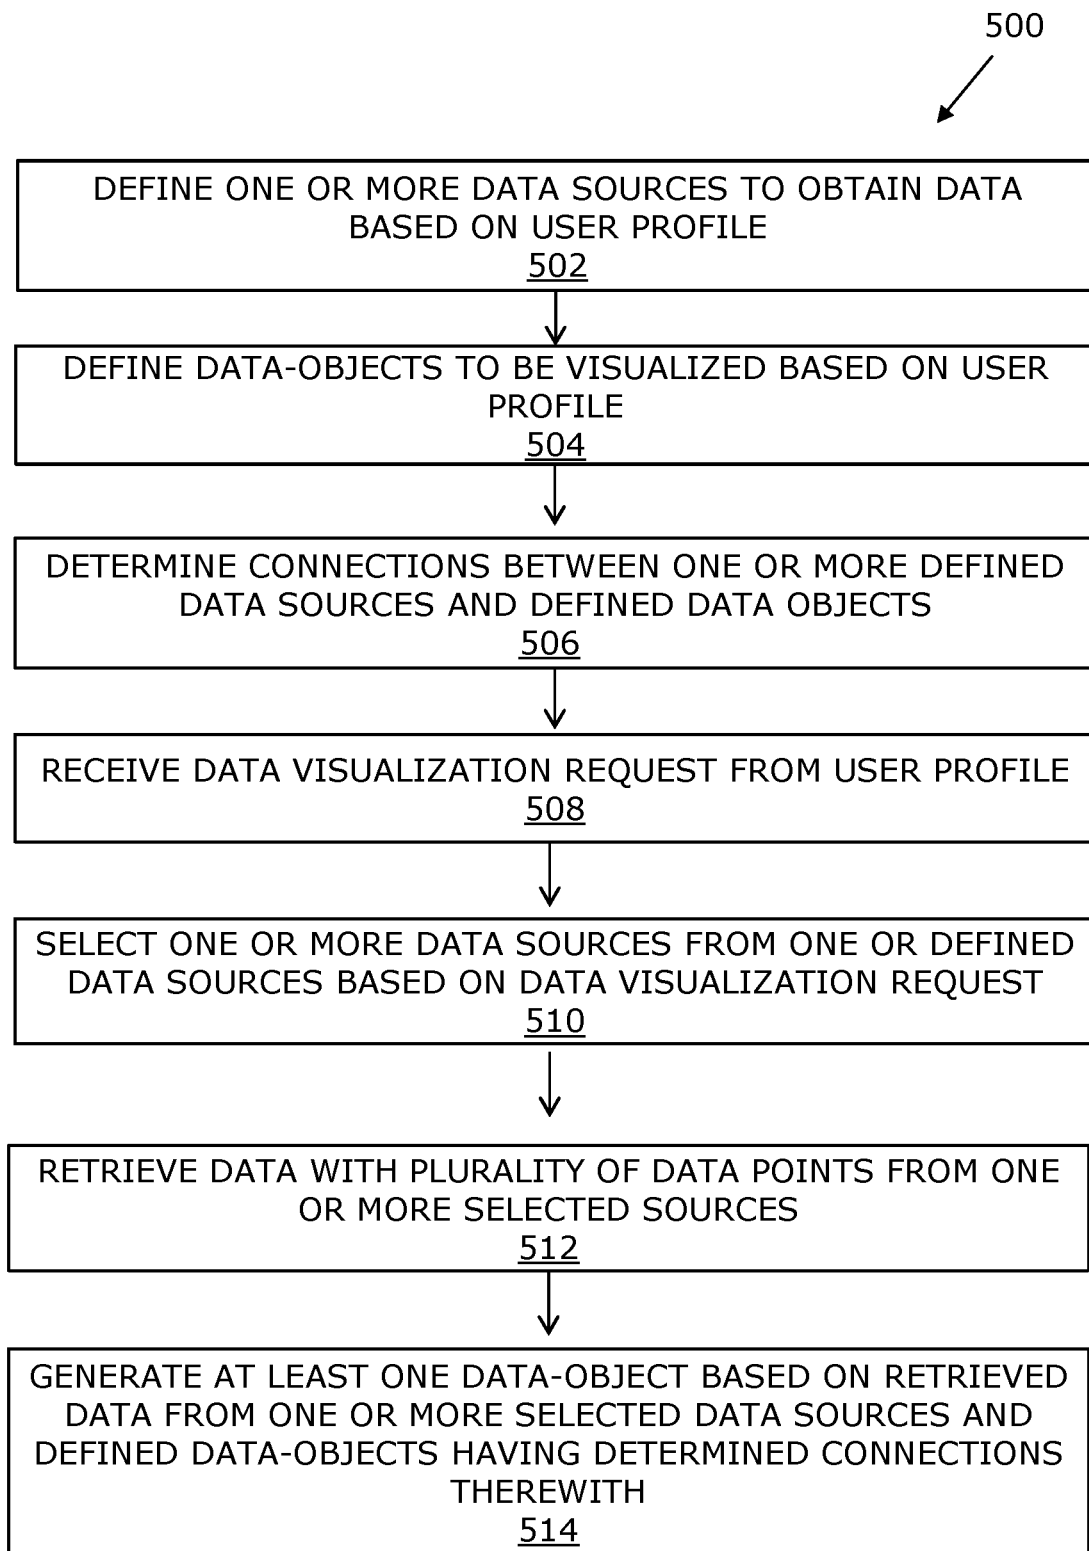 500
DEFINE ONE OR MORE DATA SOURCES TO OBTAIN DATA
BASED ON USER PROFILE
502
DEFINE DATA-OBJECTS TO BE VISUALIZED BASED ON USER
PROFILE
504
DETERMINE CONNECTIONS BETWEEN ONE OR MORE DEFINED
DATA SOURCES AND DEFINED DATA OBJECTS
506
RECEIVE DATA VISUALIZATION REQUEST FROM USER PROFILE
508
SELECT ONE OR MORE DATA SOURCES FROM ONE OR DEFINED
DATA SOURCES BASED ON DATA VISUALIZATION REQUEST
510
RETRIEVE DATA WITH PLURALITY OF DATA POINTS FROM ONE
OR MORE SELECTED SOURCES
512
GENERATE AT LEAST ONE DATA-OBJECT BASED ON RETRIEVED
DATA FROM ONE OR MORE SELECTED DATA SOURCES AND
DEFINED DATA-OBJECTS HAVING DETERMINED CONNECTIONS
THEREWITH
514